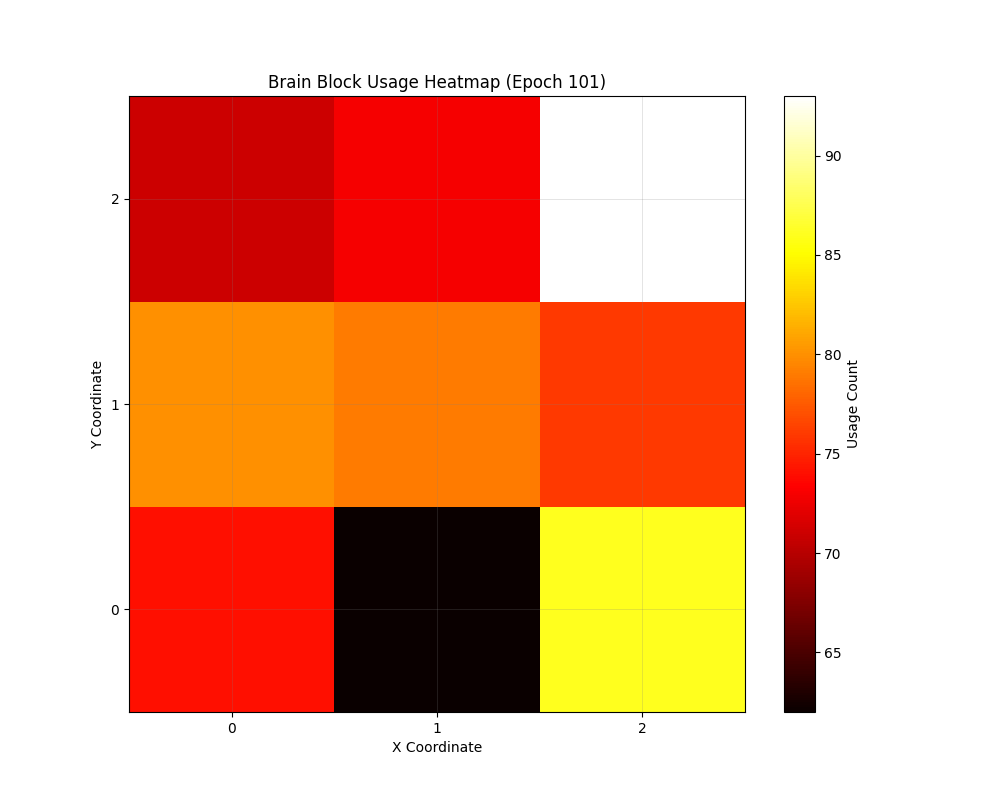 Brain Block Usage Heatmap (Epoch 101)
90
85
80
75
70
65
Usage Count
2
1
0
Y Coordinate
0 1 2
X Coordinate